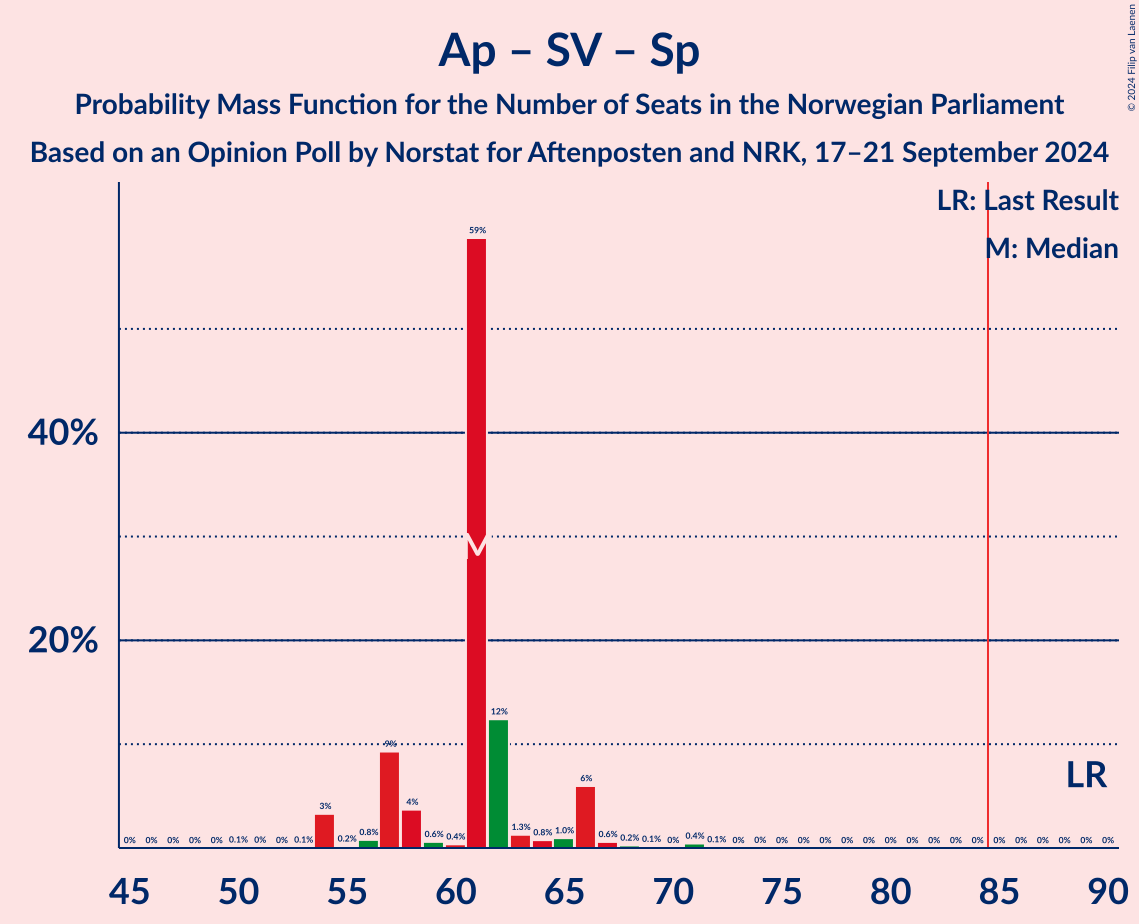 Ap – SV – Sp
Probability Mass Function for the Number of Seats in the Norwegian Parliament
Based on an Opinion Poll by Norstat for Aftenposten and NRK, 17–21 September 2024
© 2024 Filip van Laenen
LR: Last Result
M: Median
59%
40%
M
20%
12%
9%
LR
6%
3% 4%
0% 0% 0% 0% 0% 0.1% 0% 0% 0.1% 0.2% 0.8% 0.6% 0.4% 1.3% 0.8% 1.0% 0.6% 0.2% 0.1% 0% 0.4% 0.1% 0% 0% 0% 0% 0% 0% 0% 0% 0% 0% 0% 0% 0% 0% 0% 0% 0% 0%
45 50 55 60 65 70 75 80 85 90